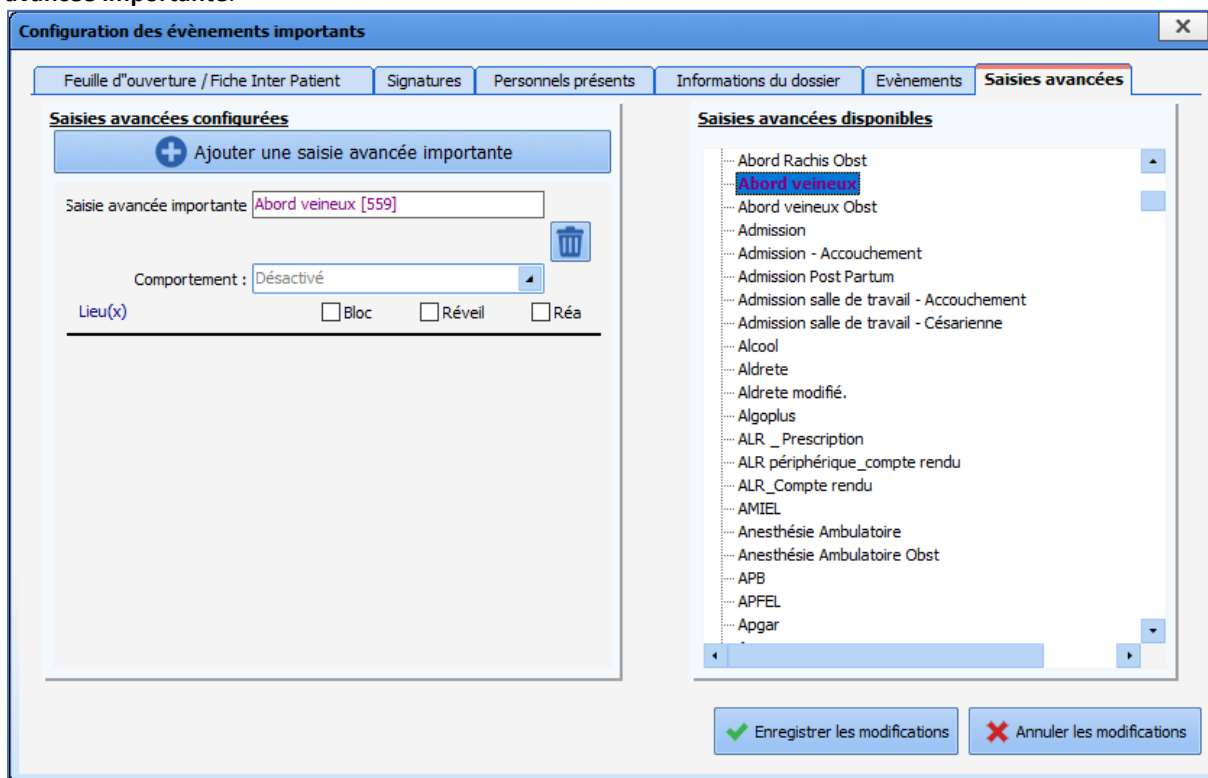 avancés importante.
Configuration des évènements importants
Feuille d"ouverture / Fiche Inter Patient
Signatures
Personnels présents
Informations du dossier
Evènements
Saisies avancées
Saisies avancées configurées
Ajouter une saisie avancée importante
Saisie avancée importante Abord veineux [559]
Comportement : Désactivé
Lieu(x) Bloc Réveil Réa
Saisies avancées disponibles
Abord Rachis Obst
Abord veineux
Abord veineux Obst
Admission
Admission - Accouchement
Admission Post Partum
Admission salle de travail - Accouchement
Admission salle de travail - Césarienne
Alcool
Aldrete
Aldrete modifié.
Algoplus
ALR _ Prescription
ALR périphérique_compte rendu
ALR_Compte rendu
AMIEL
Anesthésie Ambulatoire
Anesthésie Ambulatoire Obst
APB
APFEL
Apgar
Enregistrer les modifications
Annuler les modifications